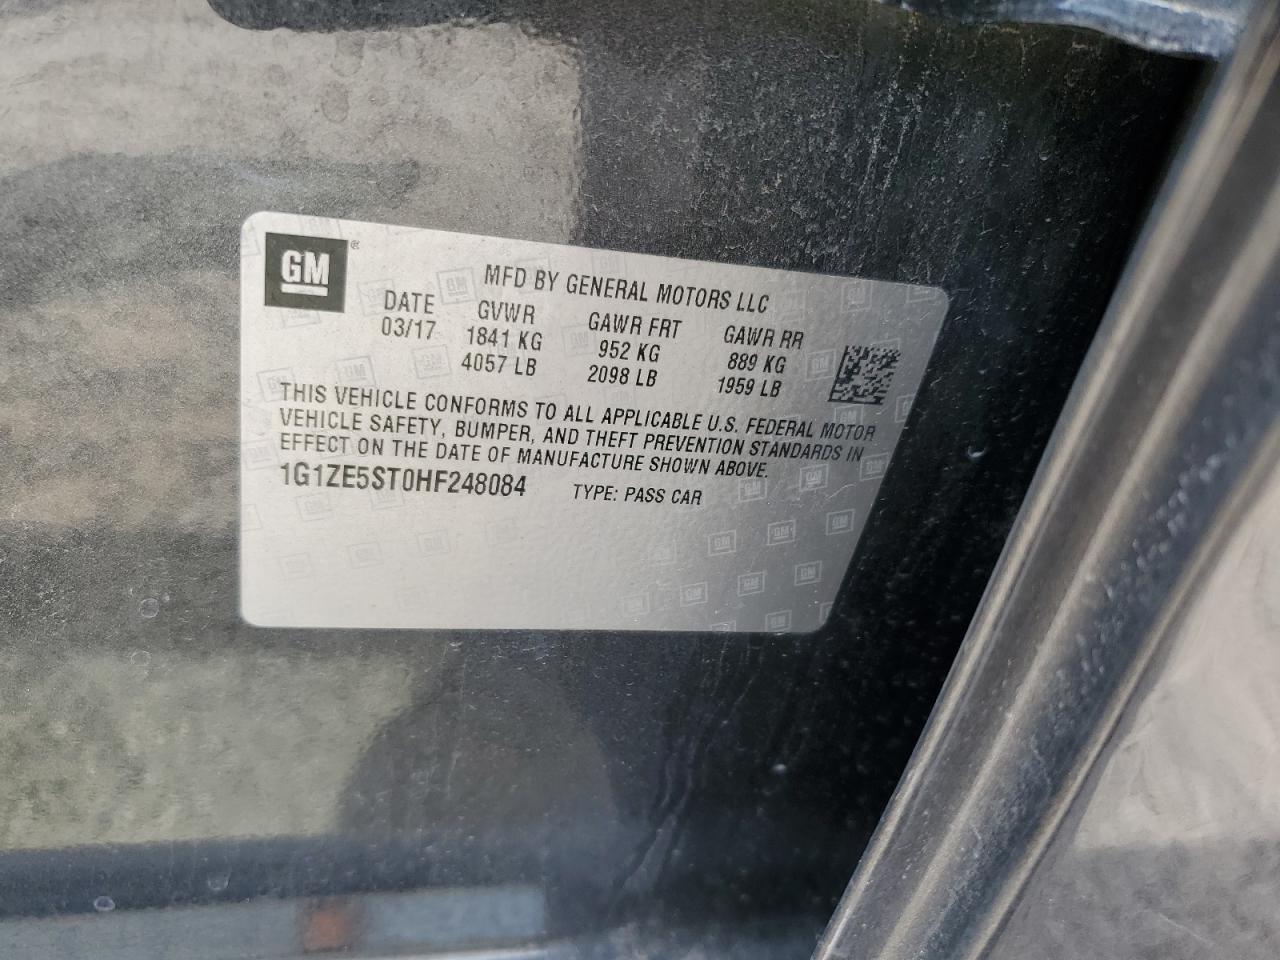 GM ®
MFD BY GENERAL MOTORS LLC
DATE GVWR GAWR FRT GAWR RR
03/17 1841 KG 952 KG 889 KG
4057 LB 2098 LB 1959 LB
THIS VEHICLE CONFORMS TO ALL APPLICABLE U.S. FEDERAL MOTOR
VEHICLE SAFETY, BUMPER, AND THEFT PREVENTION STANDARDS IN
EFFECT ON THE DATE OF MANUFACTURE SHOWN ABOVE.
1G1ZE5ST0HF248084 TYPE: PASS CAR